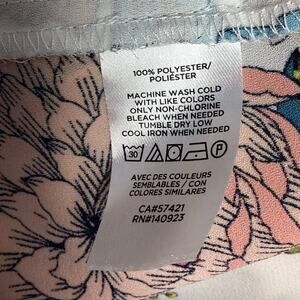 100% POLYESTER/
POLIÉSTER
MACHINE WASH COLD
WITH LIKE COLORS
ONLY NON-CHLORINE
BLEACH WHEN NEEDED
TUMBLE DRY LOW
COOL IRON WHEN NEEDED
30 P
AVEC DES COULEURS
SEMBLABLES / CON
COLORES SIMILARES
CA#57421
RN#140923